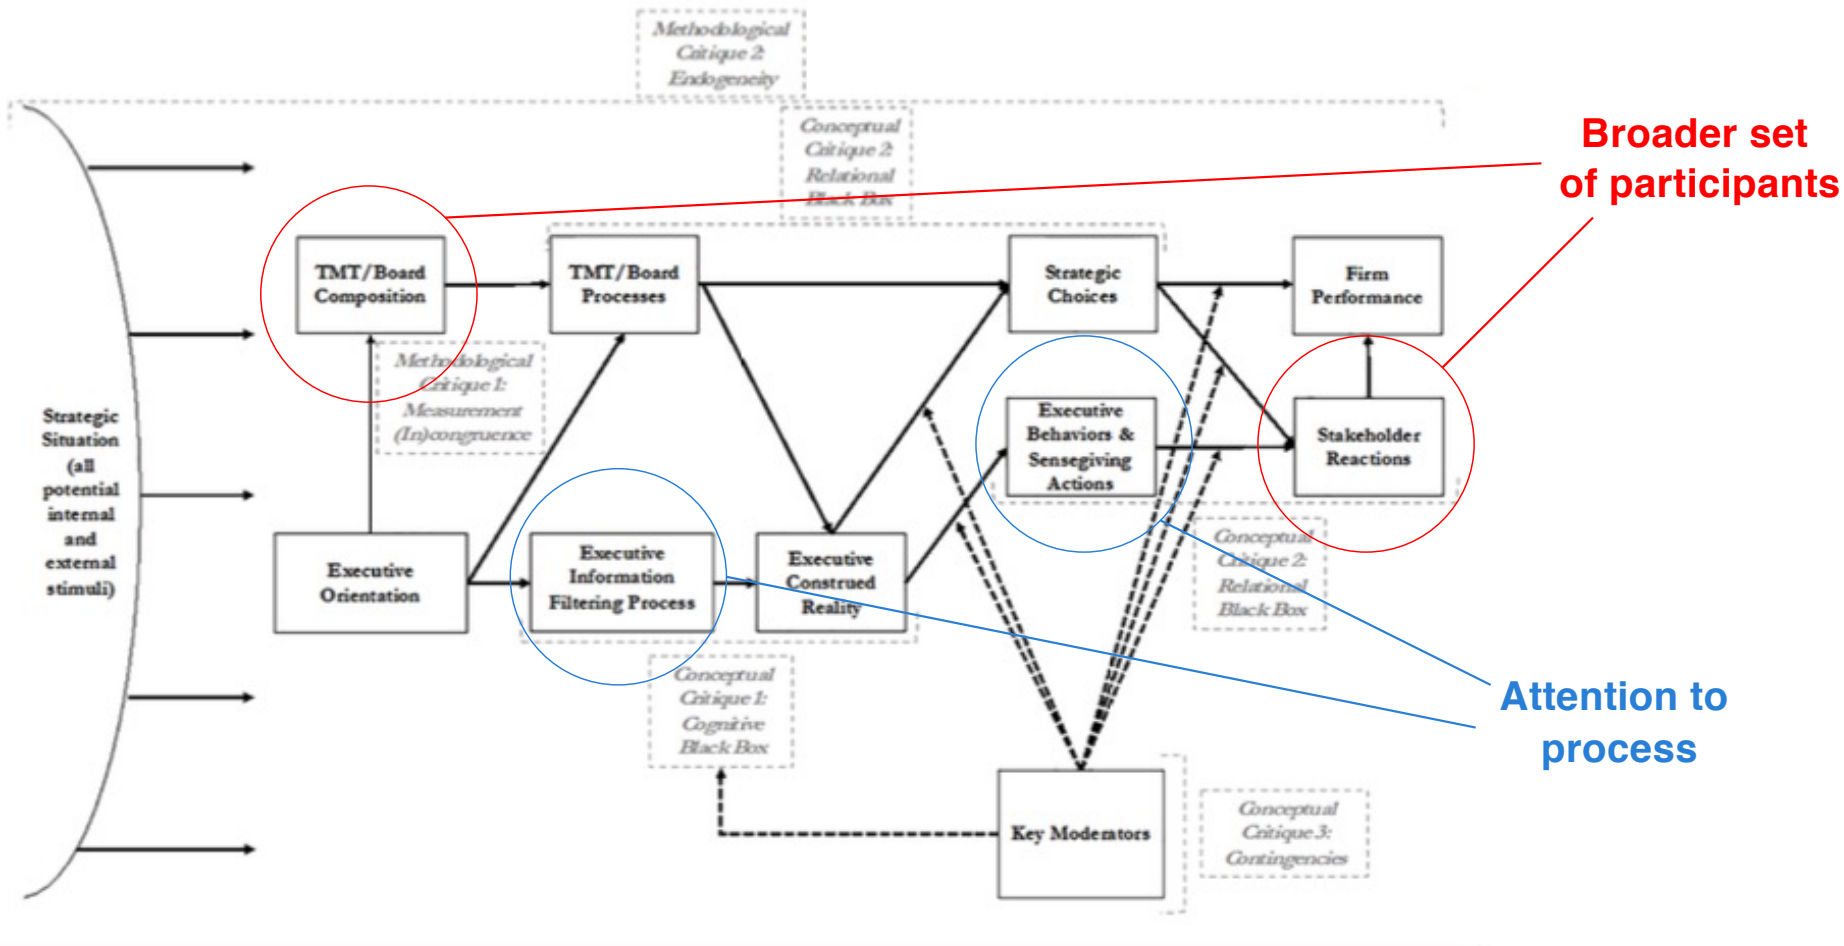 Methodological
Critique 2:
Endogeneity
Conceptual
Critique 2:
Relational
Black Box
Broader set
of participants
TMT/Board
Composition
TMT/Board
Processes
Strategic
Choices
Firm
Performance
Methodological
Critique 1:
Measurement
(In)congruence
Strategic
Situation
(all
potential
internal
and
external
stimuli)
Executive
Behaviors &
Sensegiving
Actions
Stakeholder
Reactions
Executive
Orientation
Executive
Information
Filtering Process
Executive
Construed
Reality
Conceptual
Critique 2:
Relational
Black Box
Conceptual
Critique 1:
Cognitive
Black Box
Attention to
process
Key Moderators
Conceptual
Critique 3:
Contingencies